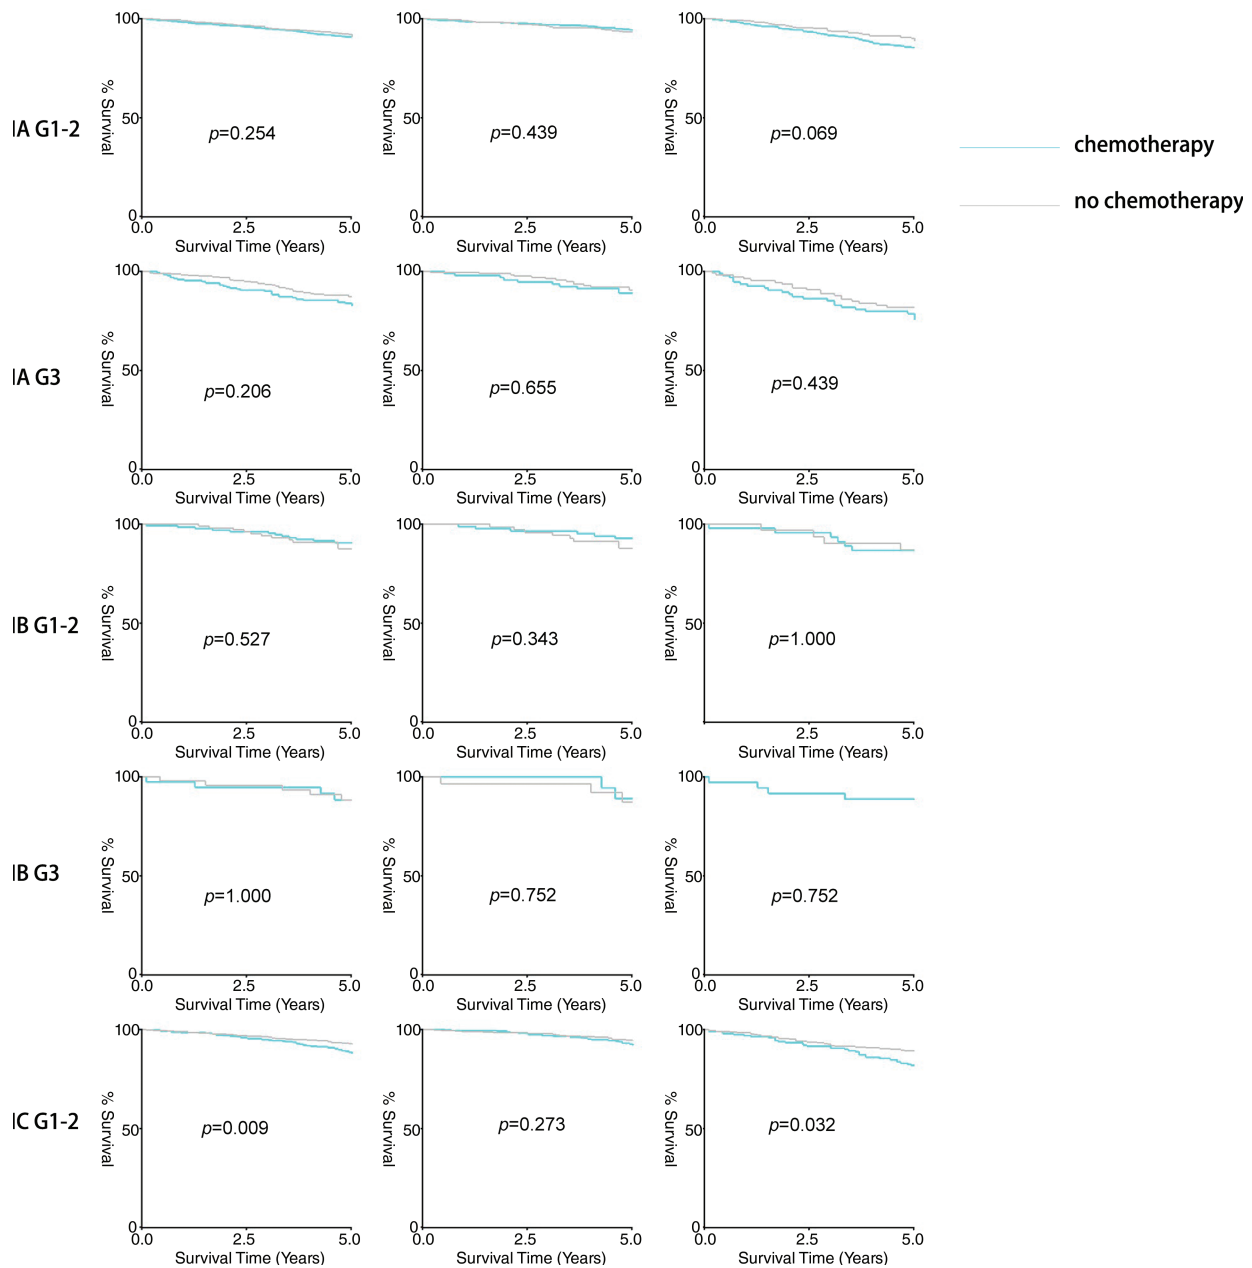 100 100 100
% Survival % Survival % Survival
IA G1-2 50 p=0.254 50 p=0.439 50 p=0.069
chemotherapy
no chemotherapy
0 0 0
0.0 2.5 5.0 0.0 2.5 5.0 0.0 2.5 5.0
Survival Time (Years) Survival Time (Years) Survival Time (Years)
100 100 100
% Survival % Survival % Survival
IA G3 50 p=0.206 50 p=0.655 50 p=0.439
0 0 0
0.0 2.5 5.0 0.0 2.5 5.0 0.0 2.5 5.0
Survival Time (Years) Survival Time (Years) Survival Time (Years)
100 100 100
% Survival % Survival % Survival
IB G1-2 50 p=0.527 50 p=0.343 50 p=1.000
0 0
0.0 2.5 5.0 0.0 2.5 5.0 0.0 2.5 5.0
Survival Time (Years) Survival Time (Years) Survival Time (Years)
100 100 100
% Survival % Survival % Survival
IB G3 50 p=1.000 50 p=0.752 50 p=0.752
0 0 0
0.0 2.5 5.0 0.0 2.5 5.0 0.0 2.5 5.0
Survival Time (Years) Survival Time (Years) Survival Time (Years)
100 100 100
% Survival % Survival % Survival
IC G1-2 50 p=0.009 50 p=0.273 50 p=0.032
0 0 0
0.0 2.5 5.0 0.0 2.5 5.0 0.0 2.5 5.0
Survival Time (Years) Survival Time (Years) Survival Time (Years)